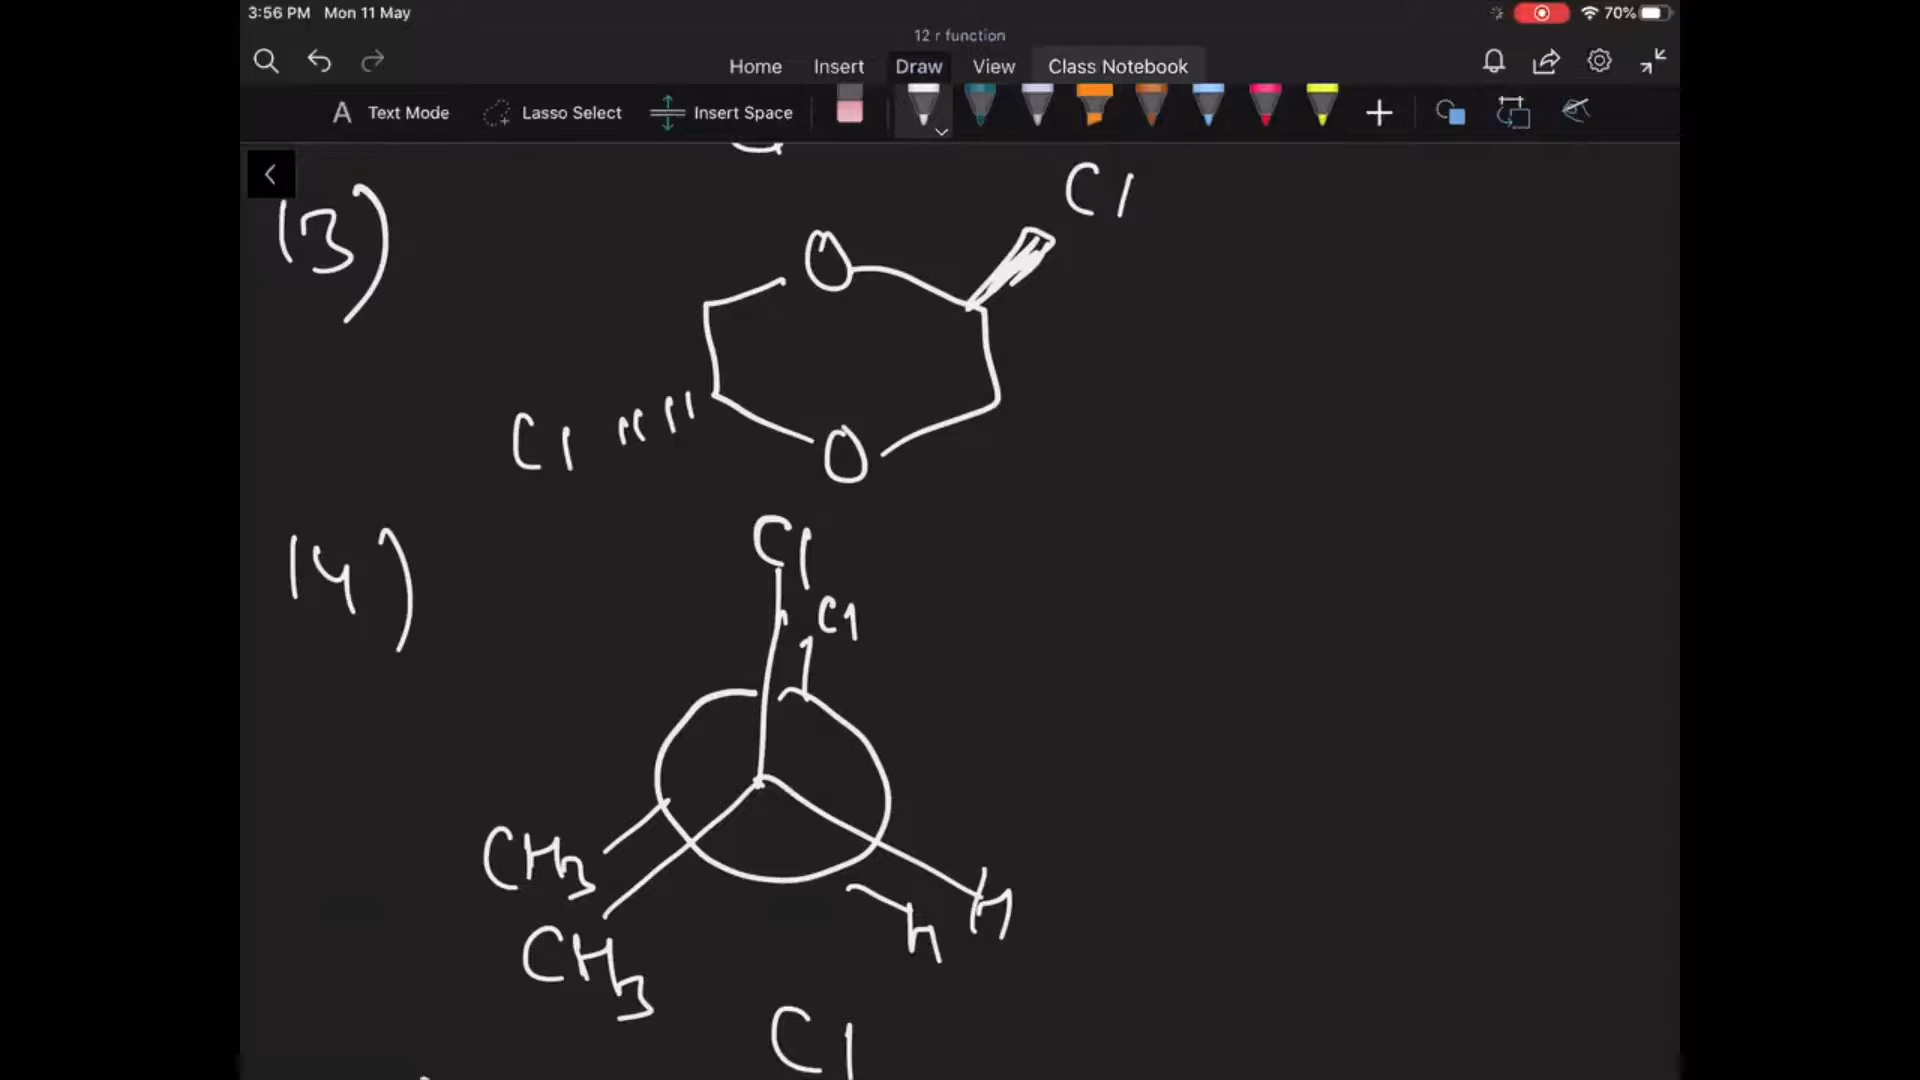 3:56 PM Mon 11 May 70%
12 r function
Home Insert Draw View Class Notebook
A Text Mode Lasso Select Insert Space
13)
Cl
O
Cl
O
14)
Cl
Cl
CH3
H
H
CH3
Cl